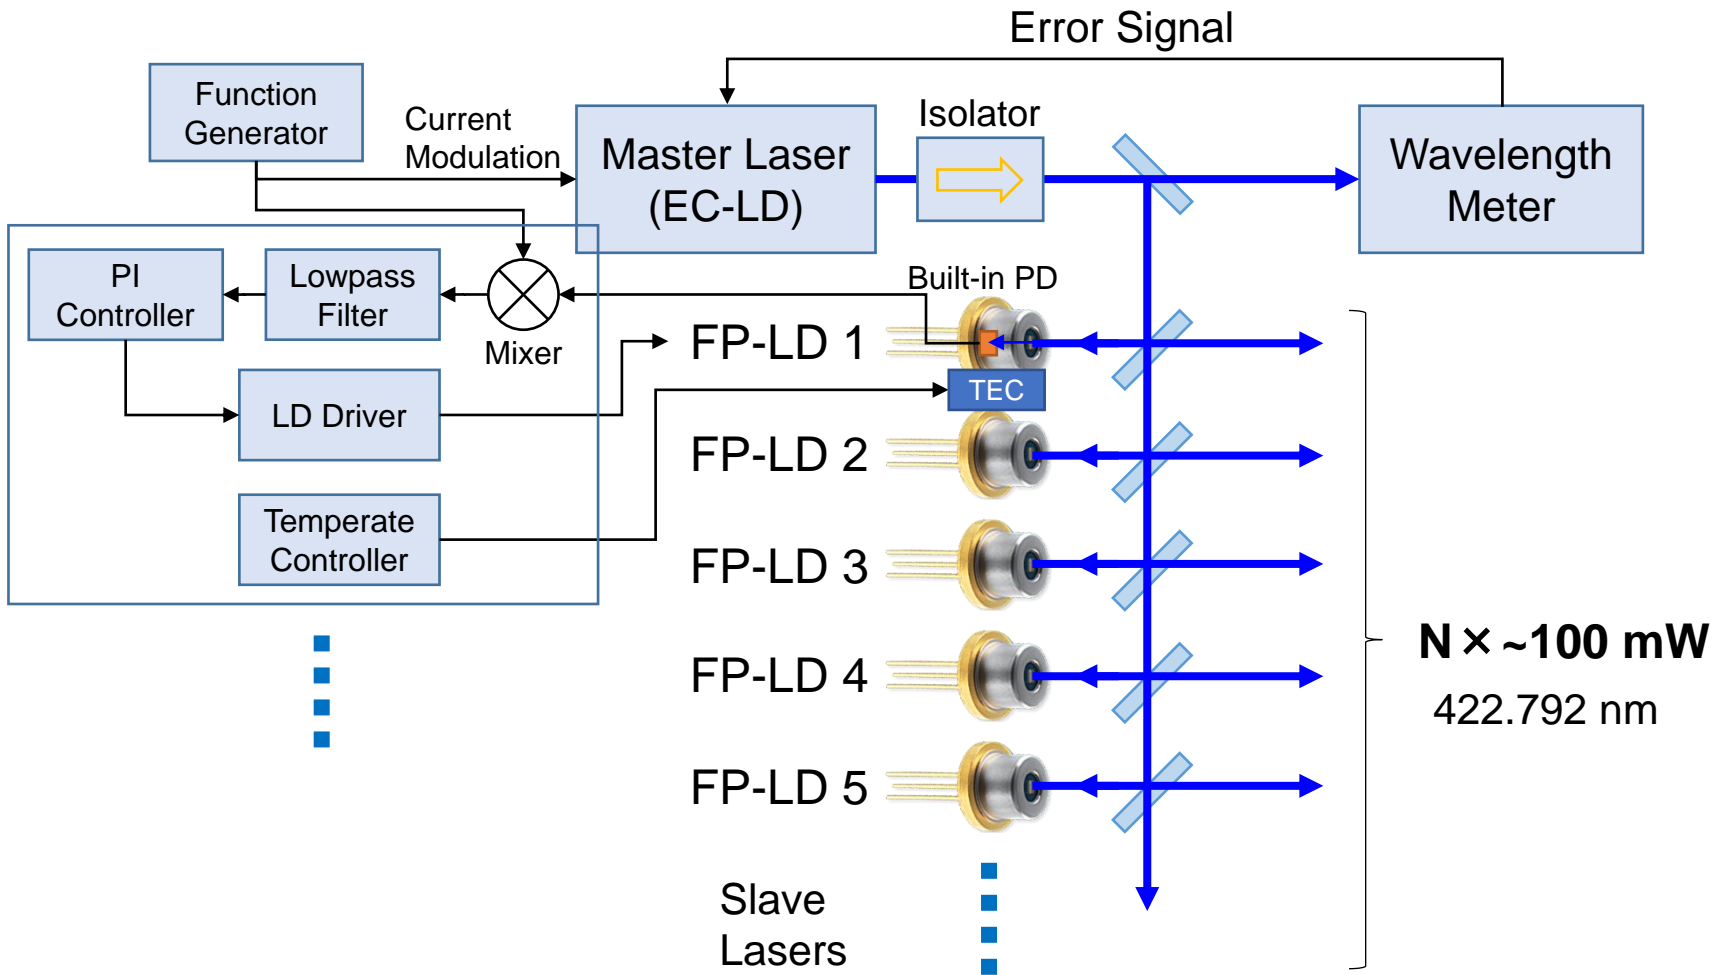 Error Signal
Function
Generator
Current
Modulation
Master Laser
(EC-LD)
Isolator
Wavelength
Meter
PI
Controller
Lowpass
Filter
Mixer
Built-in PD
FP-LD 1
TEC
LD Driver
FP-LD 2
Temperate
Controller
FP-LD 3
FP-LD 4
FP-LD 5
N × ~100 mW
422.792 nm
Slave
Lasers